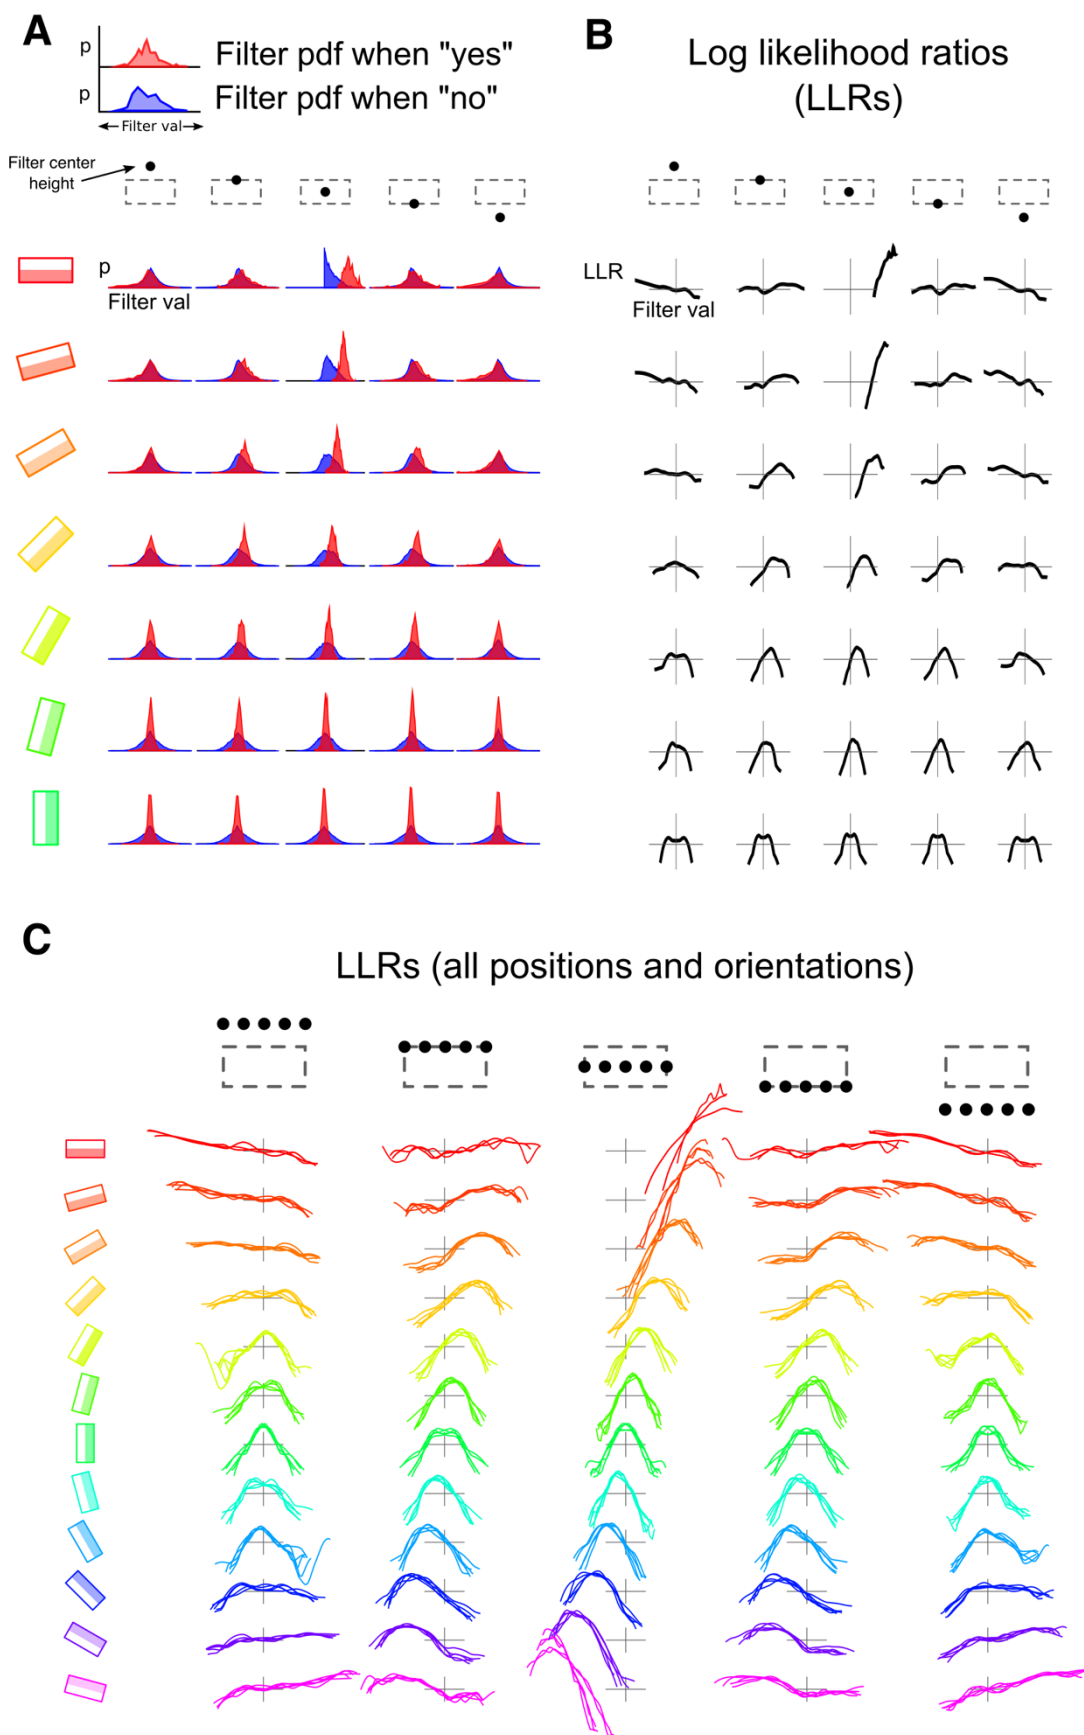 A
p
Filter pdf when "yes"
p
Filter pdf when "no"
Filter val
Filter center
height
p
Filter val
B
Log likelihood ratios
(LLRs)
LLR
Filter val
C
LLRs (all positions and orientations)